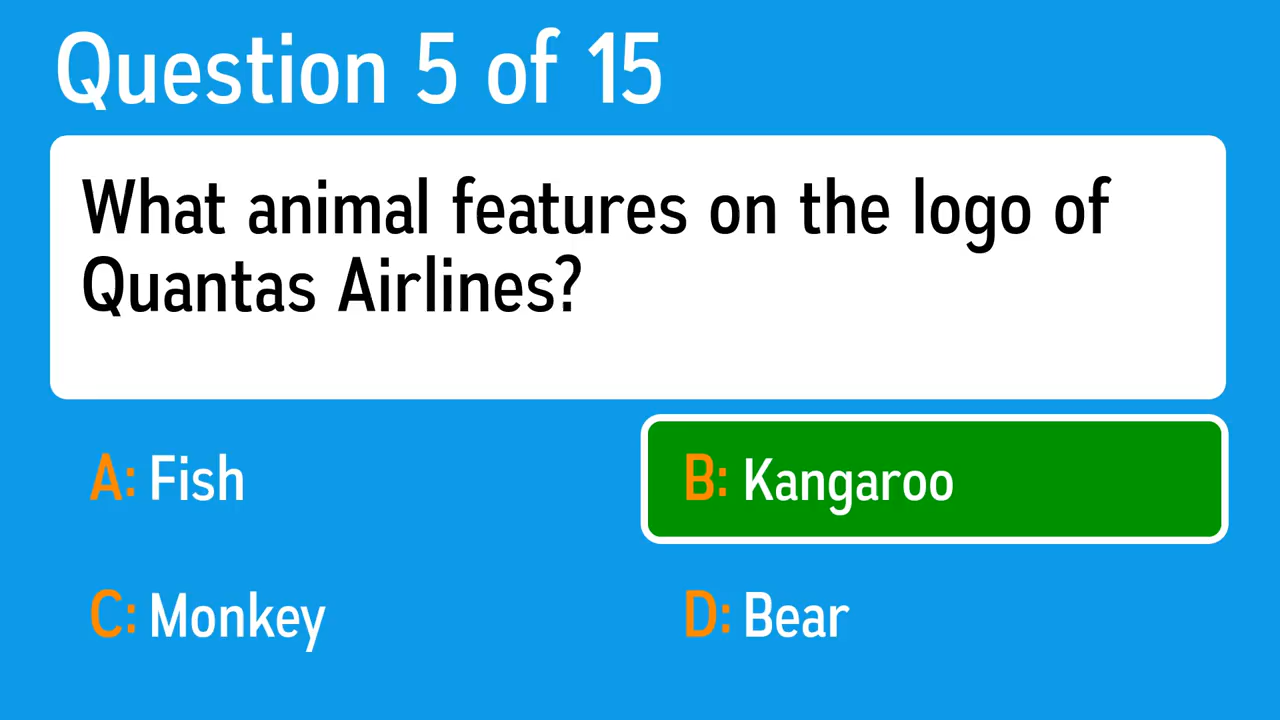 Question 5 of 15
What animal features on the logo of
Quantas Airlines?
A: Fish
B: Kangaroo
C: Monkey
D: Bear